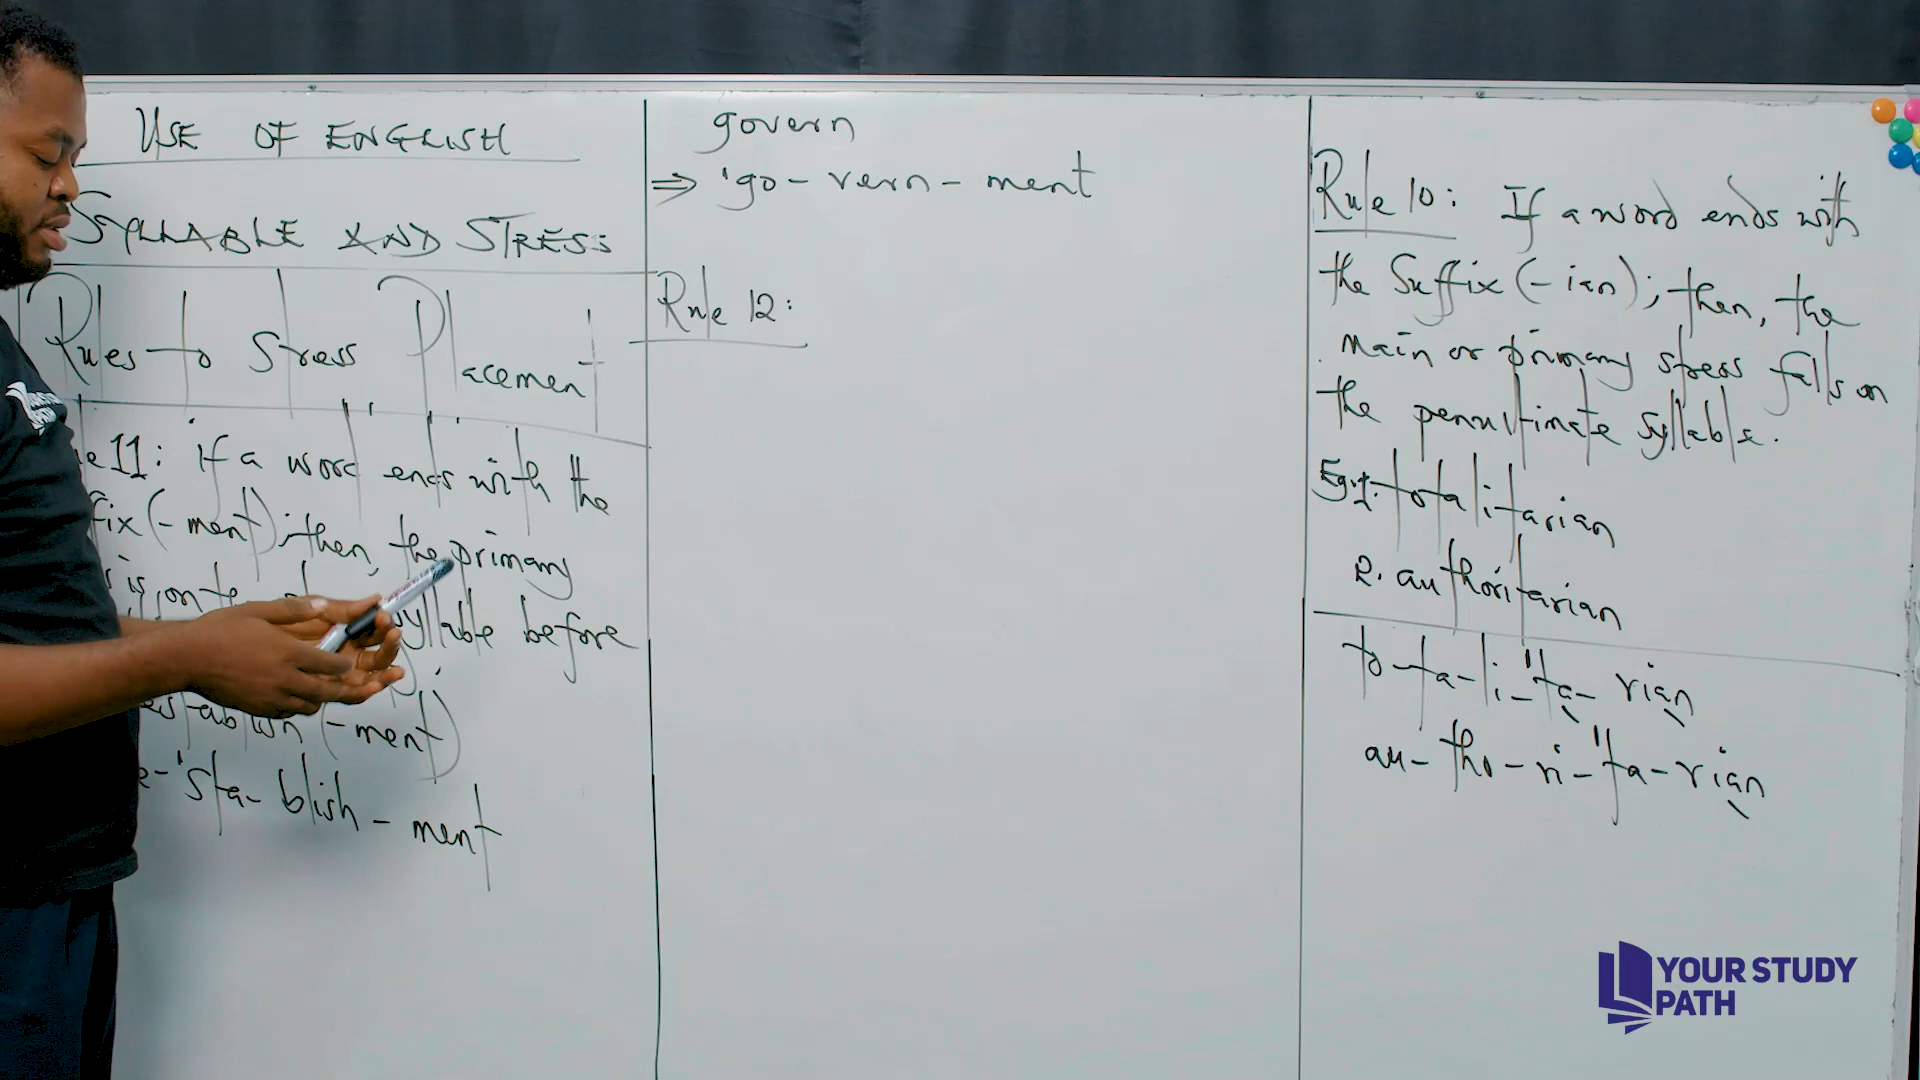 USE OF ENGLISH
SYLLABLE AND STRESS
Rules to Stress Placement
11: if a word ends with the
(-ment); then, the primary
is on the syllable before
establish (-ment)
e-'sta-blish-ment
govern
⇒ 'go-vern-ment
Rule 12:
Rule 10: If a word ends with
the Suffix (-ian); then, the
main or primary stress falls on
the penultimate syllable.
Eg. 1. totalitarian
2. authoritarian
to-ta-li-"ta-rian
au-tho-ri-"ta-rian
YOUR STUDY
PATH